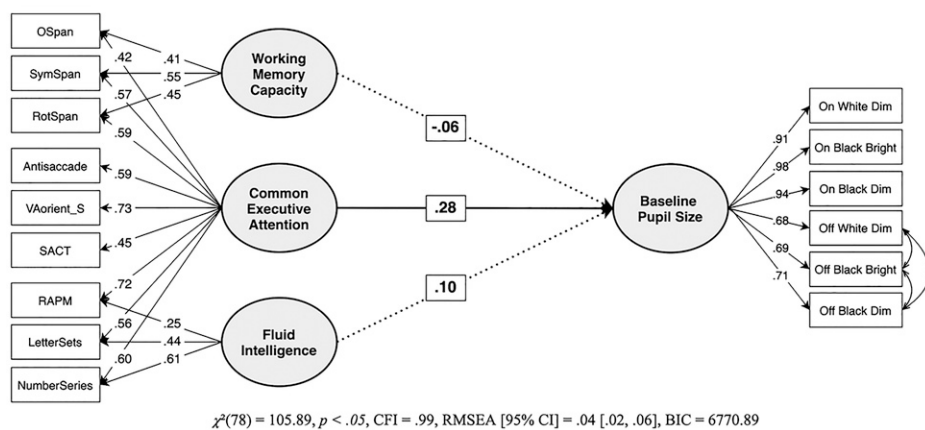 OSpan
SymSpan
RotSpan
Antisaccade
VAorient_S
SACT
RAPM
LetterSets
NumberSeries
.42
.57
.59
.59
.73
.45
.72
.56
.60
.41
.55
.45
.25
.44
.61
Working
Memory
Capacity
Common
Executive
Attention
Fluid
Intelligence
-.06
.28
.10
Baseline
Pupil Size
.91
.98
.94
.68
.69
.71
On White Dim
On Black Bright
On Black Dim
Off White Dim
Off Black Bright
Off Black Dim
χ²(78) = 105.89, p < .05, CFI = .99, RMSEA [95% CI] = .04 [.02, .06], BIC = 6770.89